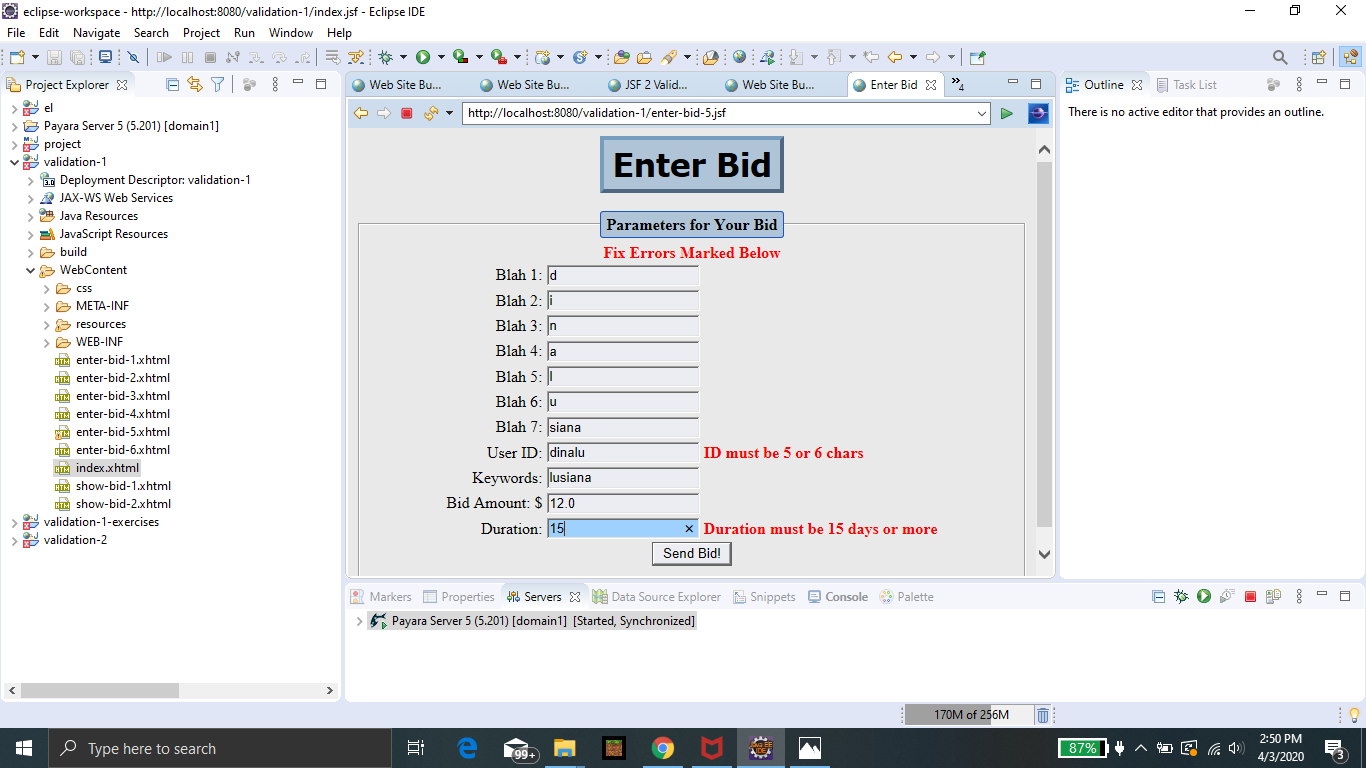 eclipse-workspace - http://localhost:8080/validation-1/index.jsf - Eclipse IDE
File Edit Navigate Search Project Run Window Help
Project Explorer
el
Payara Server 5 (5.201) [domain1]
project
validation-1
Deployment Descriptor: validation-1
JAX-WS Web Services
Java Resources
JavaScript Resources
build
WebContent
css
META-INF
resources
WEB-INF
enter-bid-1.xhtml
enter-bid-2.xhtml
enter-bid-3.xhtml
enter-bid-4.xhtml
enter-bid-5.xhtml
enter-bid-6.xhtml
index.xhtml
show-bid-1.xhtml
show-bid-2.xhtml
validation-1-exercises
validation-2
Web Site Bu... Web Site Bu... JSF 2 Valid... Web Site Bu... Enter Bid »4
http://localhost:8080/validation-1/enter-bid-5.jsf
Enter Bid
Parameters for Your Bid
Fix Errors Marked Below
Blah 1: d
Blah 2: i
Blah 3: n
Blah 4: a
Blah 5: l
Blah 6: u
Blah 7: siana
User ID: dinalu ID must be 5 or 6 chars
Keywords: lusiana
Bid Amount: $ 12.0
Duration: 15 Duration must be 15 days or more
Send Bid!
Outline Task List
There is no active editor that provides an outline.
Markers Properties Servers Data Source Explorer Snippets Console Palette
Payara Server 5 (5.201) [domain1] [Started, Synchronized]
170M of 256M
Type here to search
99+
87%
2:50 PM
4/3/2020
3